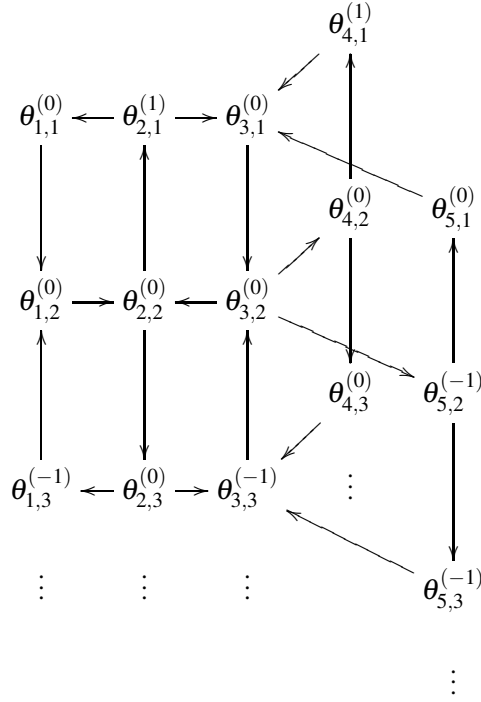 θ_{4,1}^{(1)}
θ_{1,1}^{(0)} θ_{2,1}^{(1)} θ_{3,1}^{(0)}
θ_{4,2}^{(0)} θ_{5,1}^{(0)}
θ_{1,2}^{(0)} θ_{2,2}^{(0)} θ_{3,2}^{(0)}
θ_{4,3}^{(0)} θ_{5,2}^{(-1)}
θ_{1,3}^{(-1)} θ_{2,3}^{(0)} θ_{3,3}^{(-1)} ⋮
⋮ ⋮ ⋮ θ_{5,3}^{(-1)}
⋮